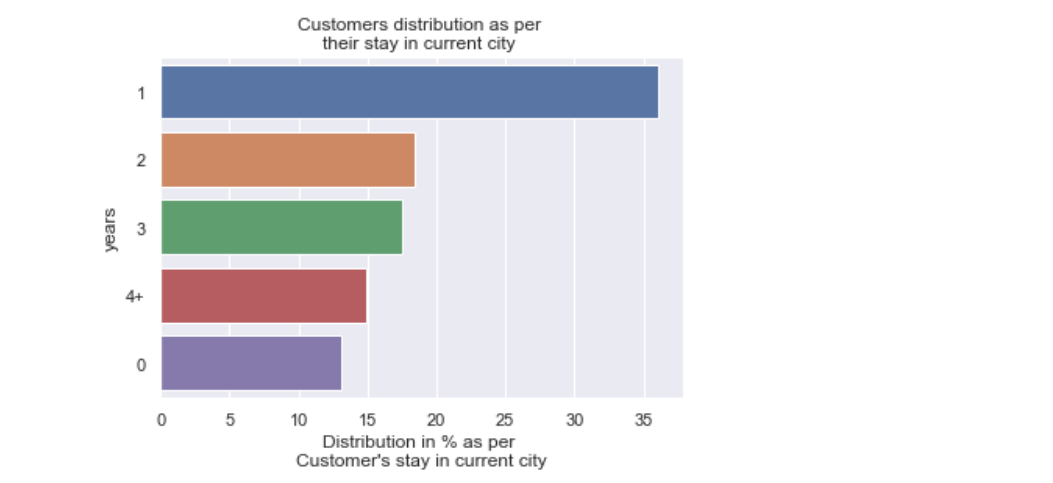 Customers distribution as per
their stay in current city
years
1
2
3
4+
0
0 5 10 15 20 25 30 35
Distribution in % as per
Customer's stay in current city